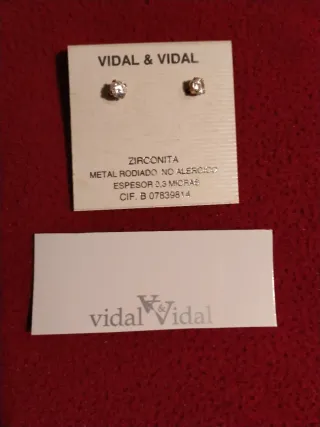 VIDAL & VIDAL
ZIRCONITA
METAL RODIADO NO ALERGICO
ESPESOR 0,3 MICRAS
CIF. B 07839814
V&V
vidal & Vidal